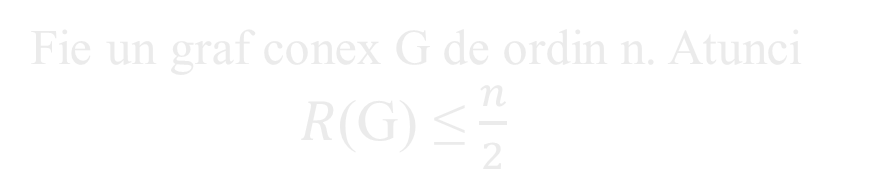 Fie un graf conex G de ordin n. Atunci
R(G) ≤ n/2